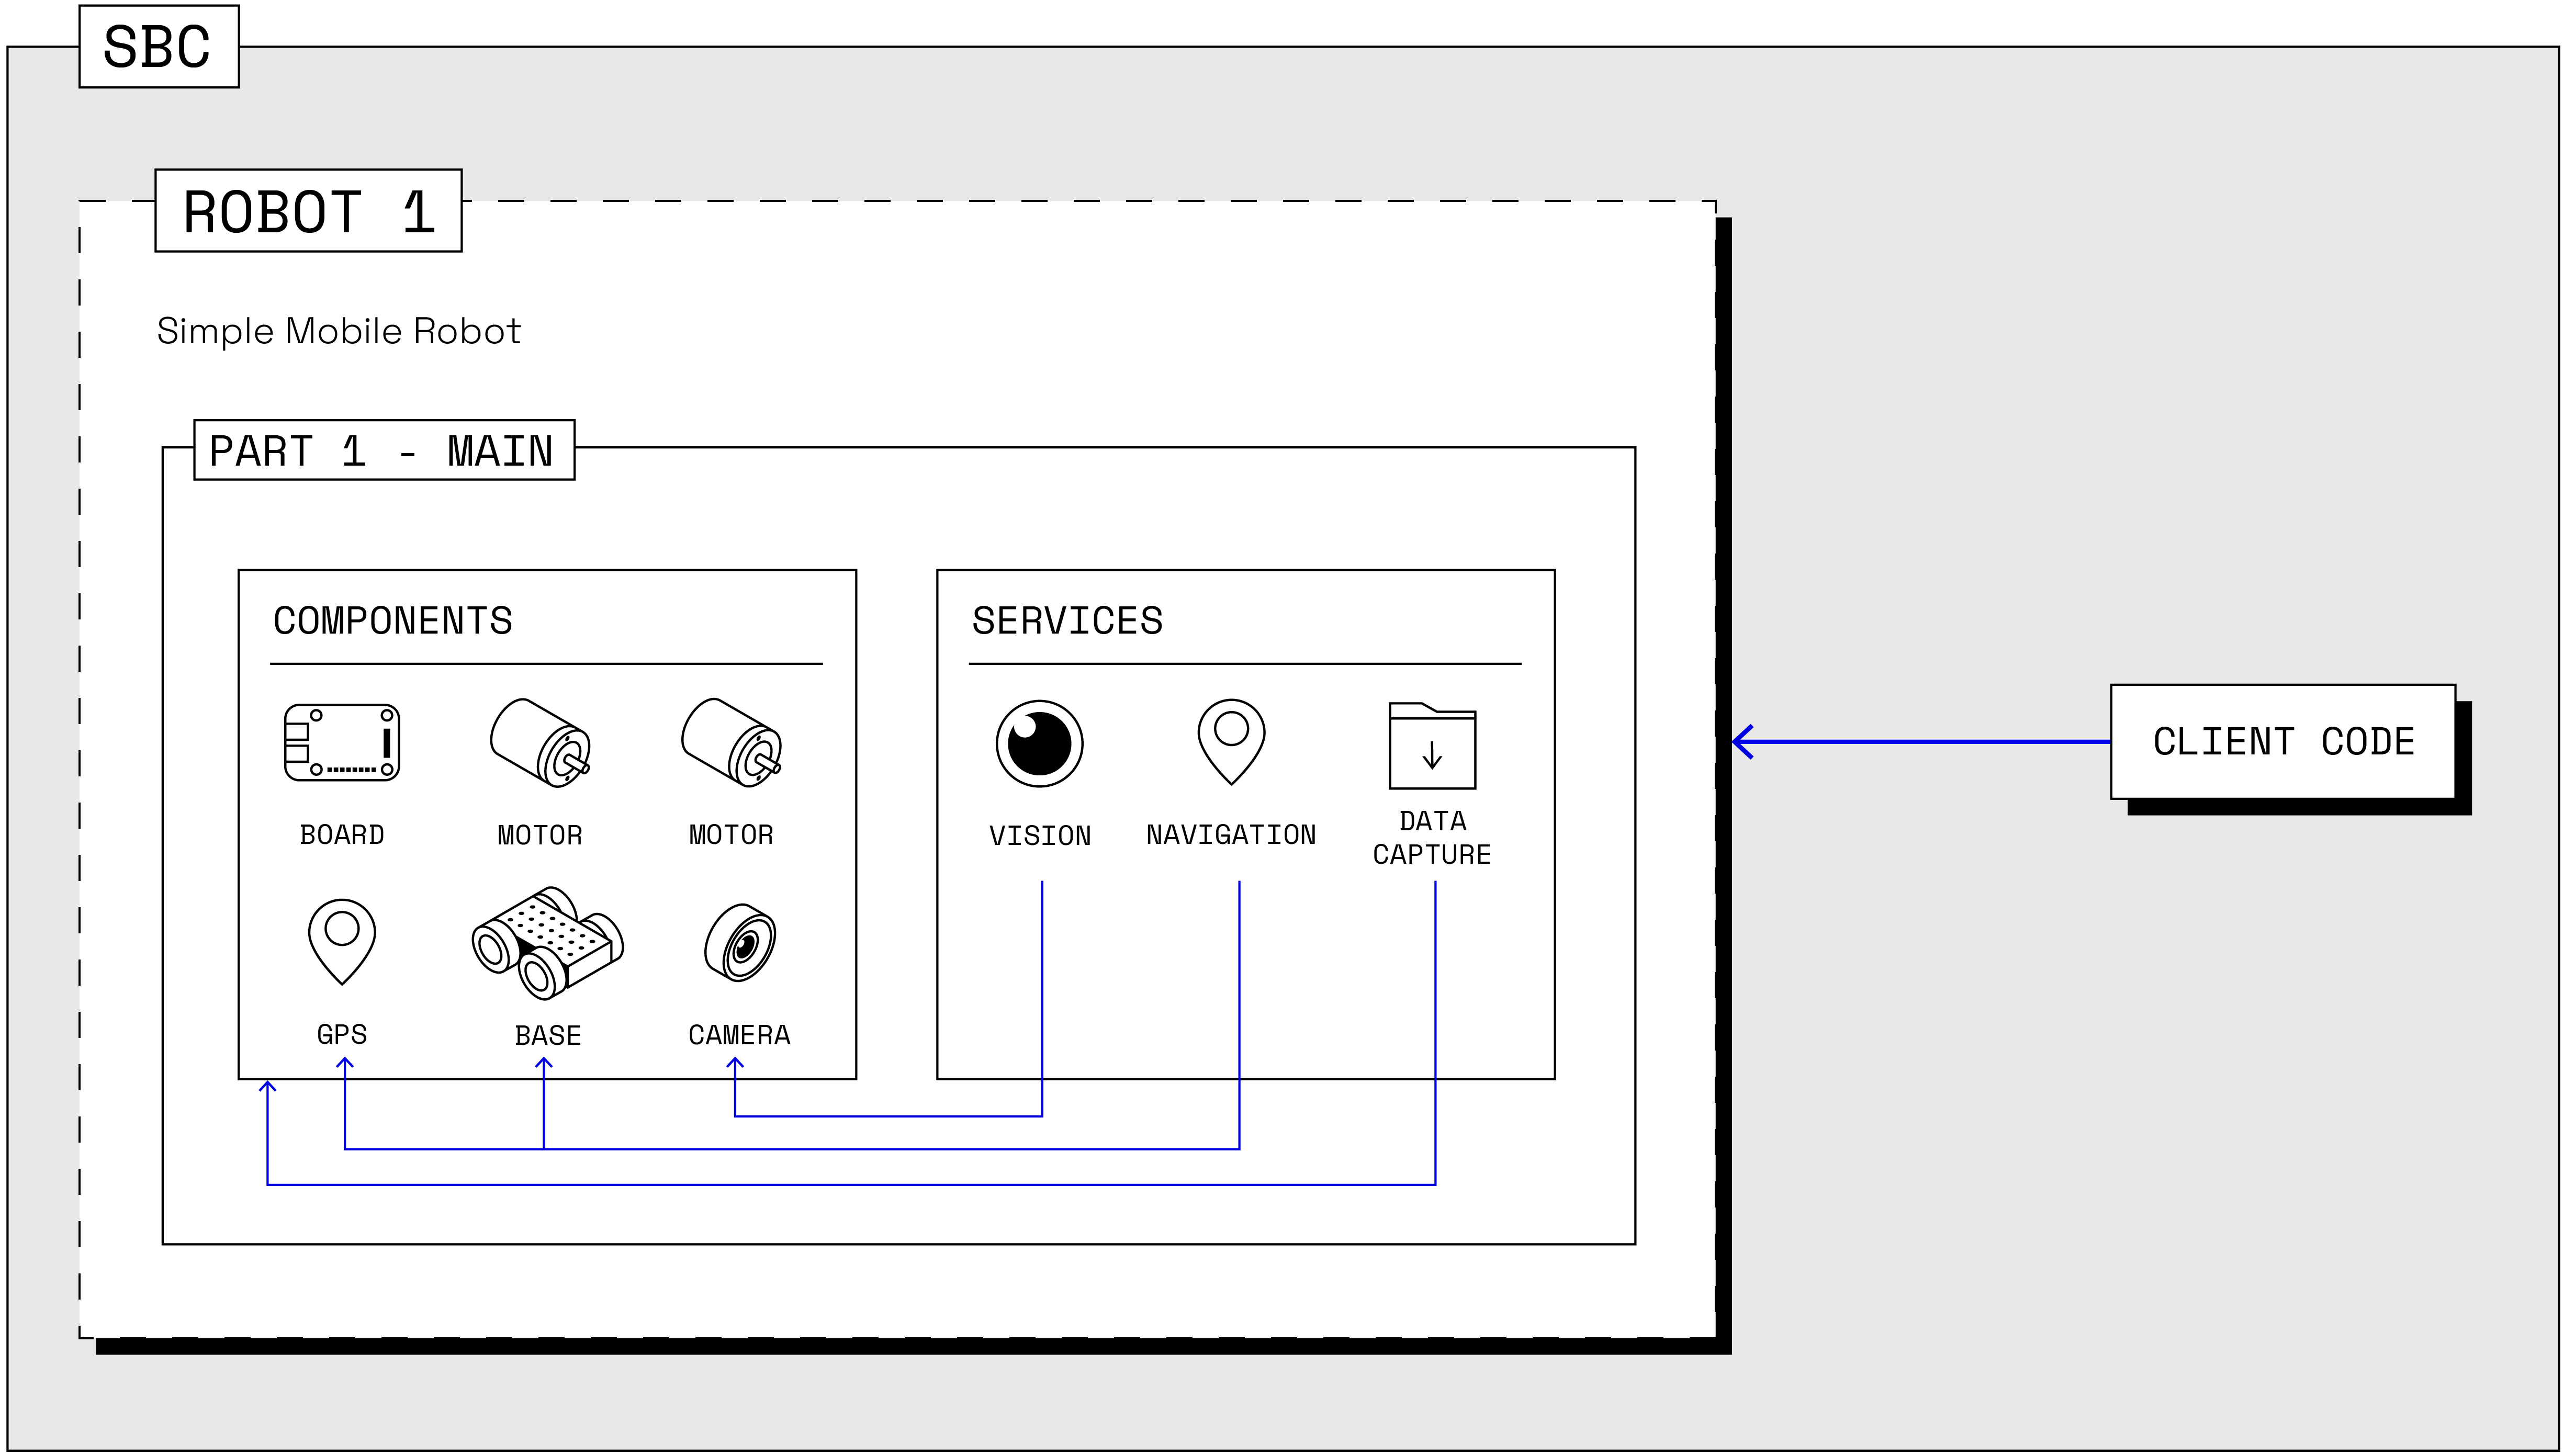 SBC
ROBOT 1
Simple Mobile Robot
PART 1 - MAIN
COMPONENTS
BOARD
MOTOR
MOTOR
GPS
BASE
CAMERA
SERVICES
VISION
NAVIGATION
DATA
CAPTURE
CLIENT CODE